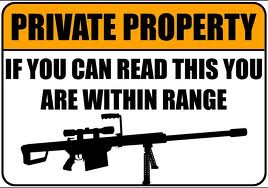 PRIVATE PROPERTY
IF YOU CAN READ THIS YOU
ARE WITHIN RANGE